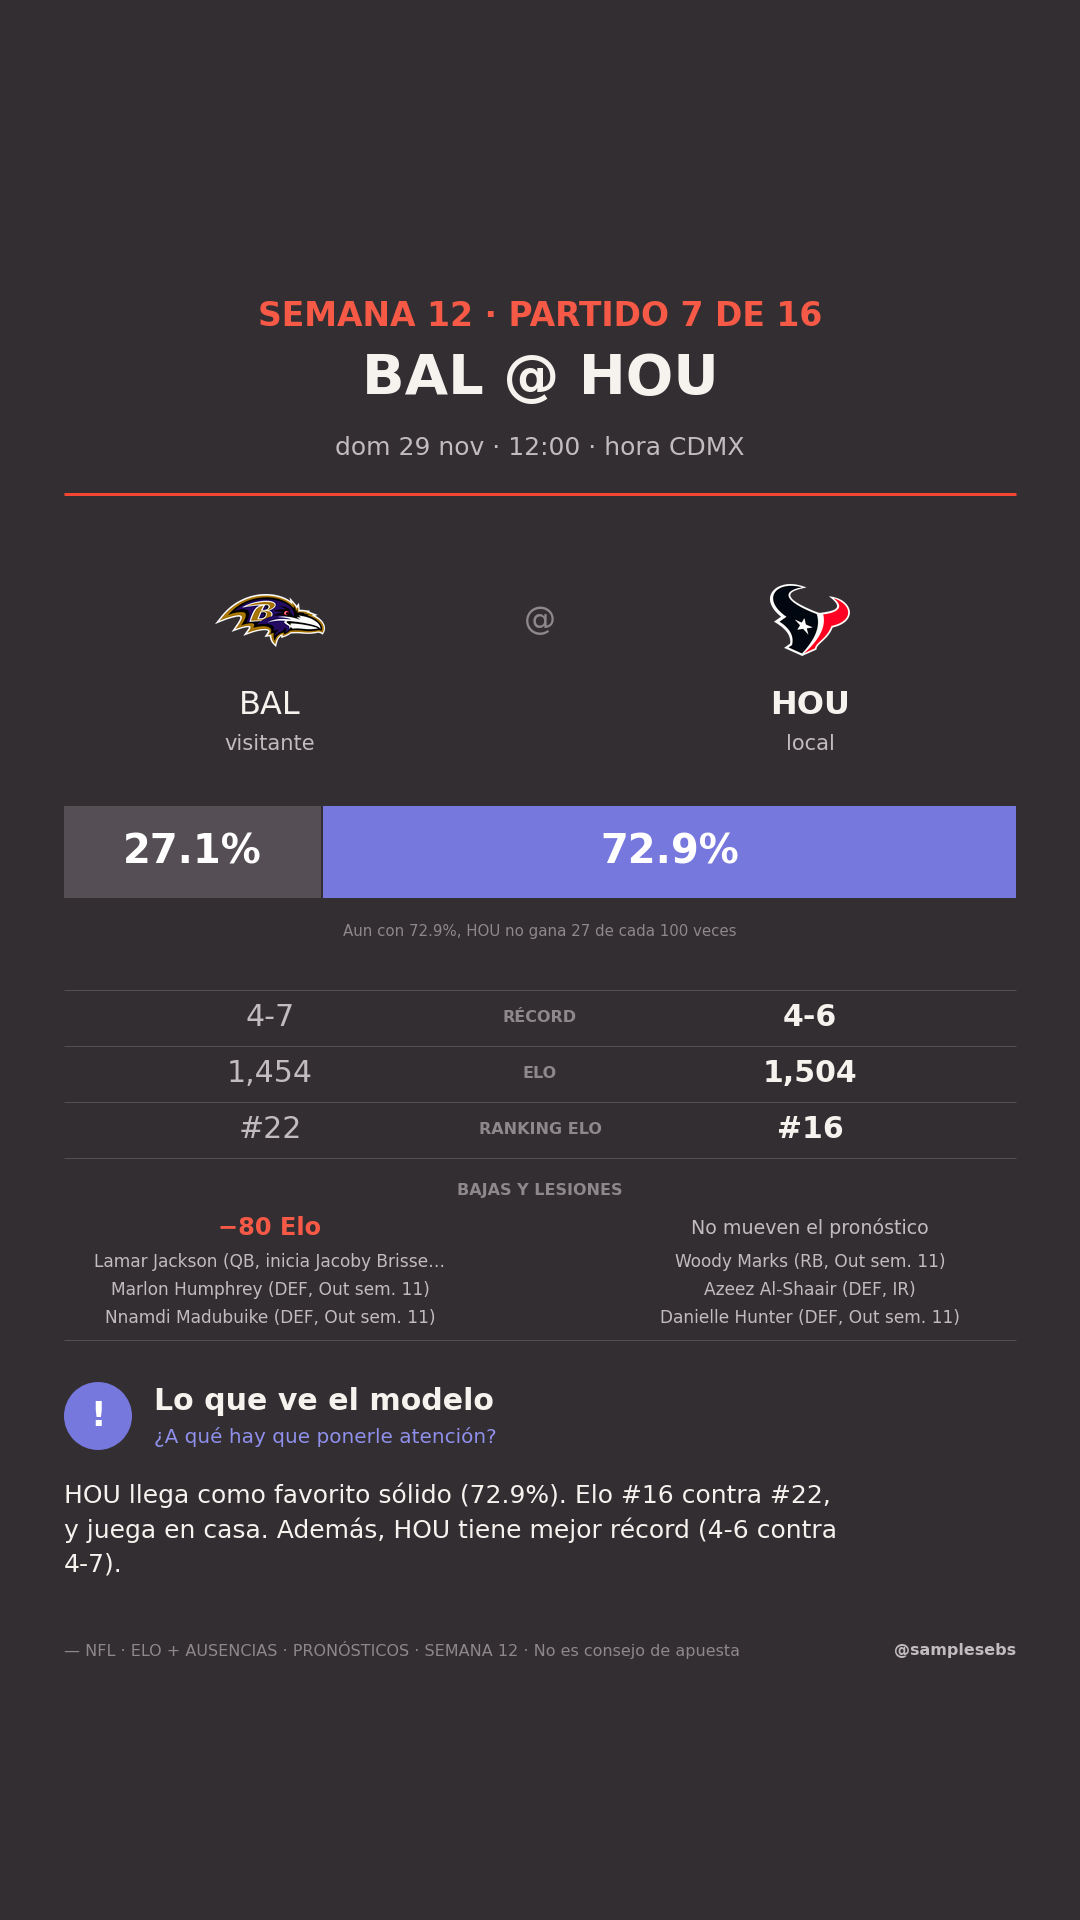 SEMANA 12 · PARTIDO 7 DE 16
BAL @ HOU
dom 29 nov · 12:00 · hora CDMX
B
@
BAL
HOU
visitante
local
27.1%
72.9%
Aun con 72.9%, HOU no gana 27 de cada 100 veces
4-7 RÉCORD 4-6
1,454 ELO 1,504
#22 RANKING ELO #16
BAJAS Y LESIONES
−80 Elo
No mueven el pronóstico
Lamar Jackson (QB, inicia Jacoby Brisse…
Woody Marks (RB, Out sem. 11)
Marlon Humphrey (DEF, Out sem. 11)
Azeez Al-Shaair (DEF, IR)
Nnamdi Madubuike (DEF, Out sem. 11)
Danielle Hunter (DEF, Out sem. 11)
!
Lo que ve el modelo
¿A qué hay que ponerle atención?
HOU llega como favorito sólido (72.9%). Elo #16 contra #22,
y juega en casa. Además, HOU tiene mejor récord (4-6 contra
4-7).
— NFL · ELO + AUSENCIAS · PRONÓSTICOS · SEMANA 12 · No es consejo de apuesta
@samplesebs